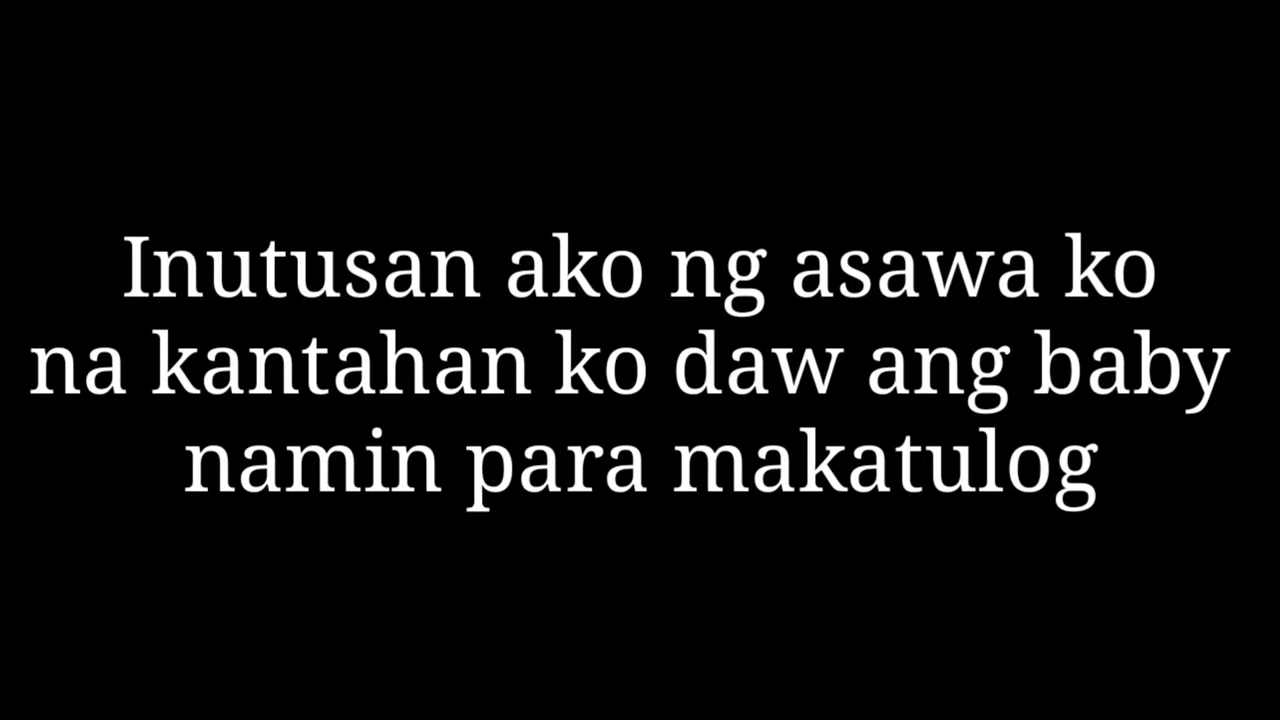 Inutusan ako ng asawa ko
na kantahan ko daw ang baby
namin para makatulog